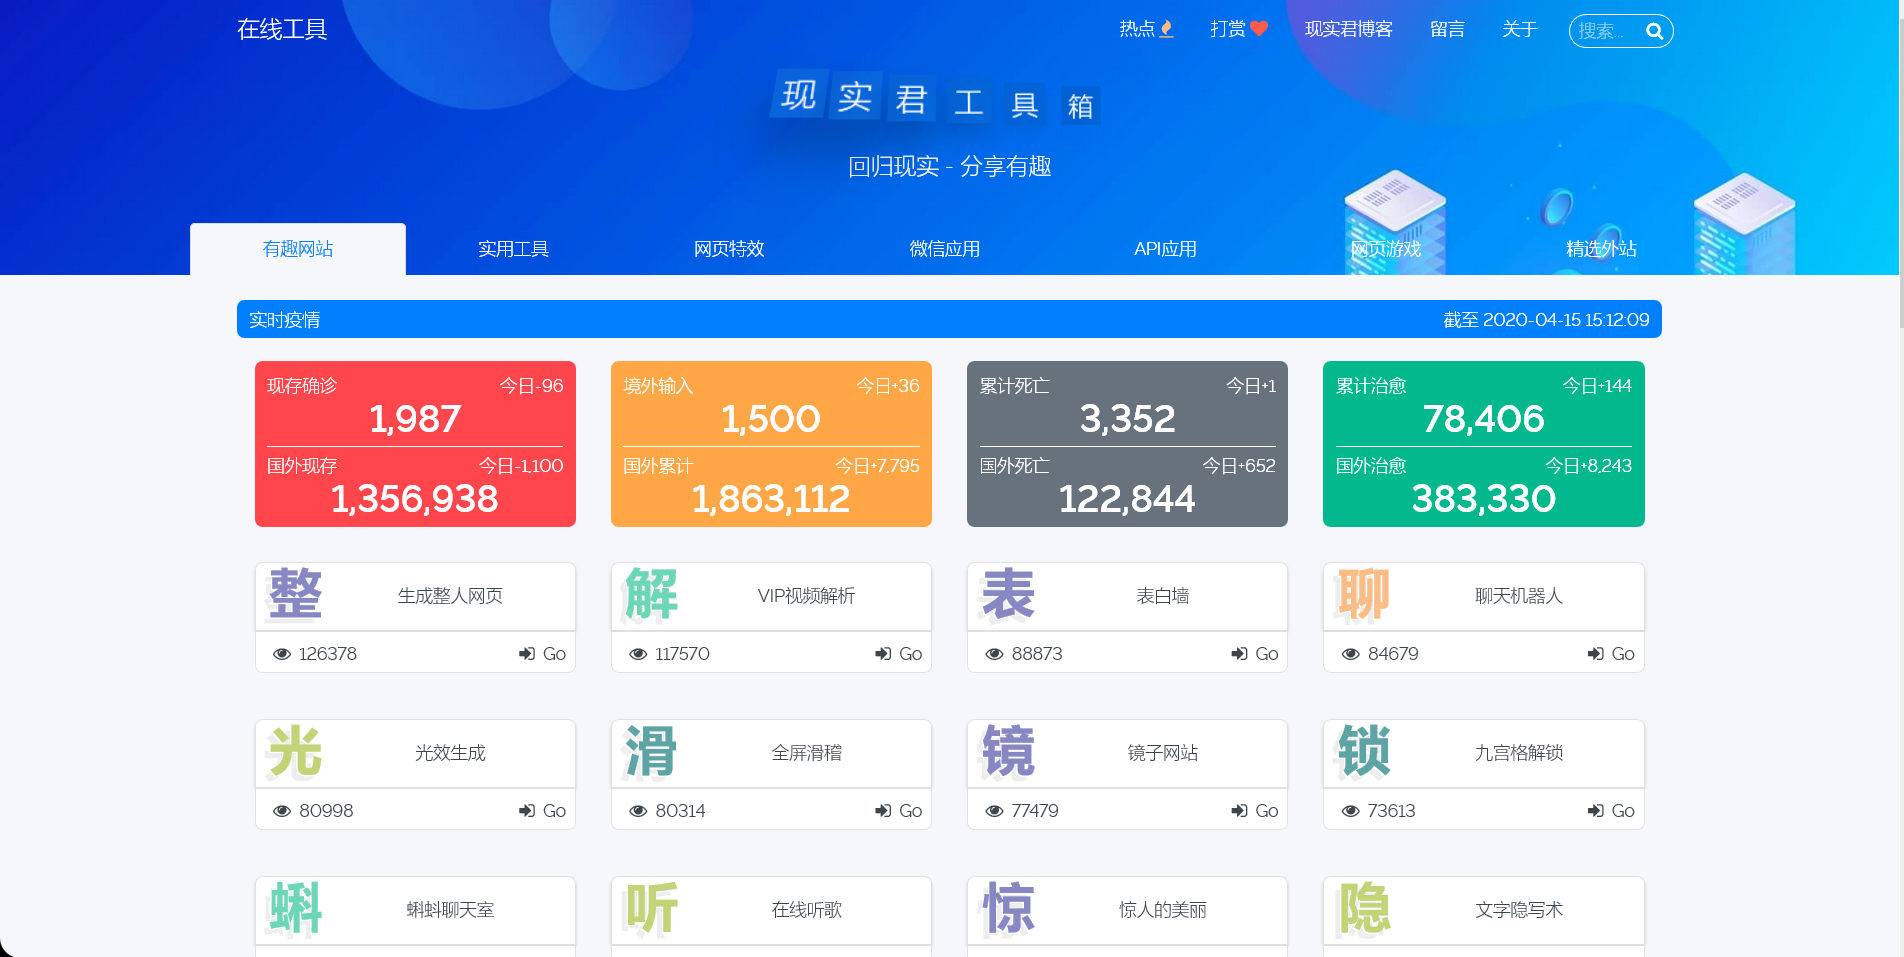 在线工具
热点 打赏 现实君博客 留言 关于 搜索...
现实君工具箱
回归现实 - 分享有趣
有趣网站 实用工具 网页特效 微信应用 API应用 网页游戏 精选外站
实时疫情 截至 2020-04-15 15:12:09
现存确诊 今日-96 境外输入 今日+36 累计死亡 今日+1 累计治愈 今日+144
1,987 1,500 3,352 78,406
国外现存 今日-1,100 国外累计 今日+7,795 国外死亡 今日+652 国外治愈 今日+8,243
1,356,938 1,863,112 122,844 383,330
整 生成整人网页 解 VIP视频解析 表 表白墙 聊 聊天机器人
126378 Go 117570 Go 88873 Go 84679 Go
光 光效生成 滑 全屏滑稽 镜 镜子网站 锁 九宫格解锁
80998 Go 80314 Go 77479 Go 73613 Go
蝌 蝌蚪聊天室 听 在线听歌 惊 惊人的美丽 隐 文字隐写术